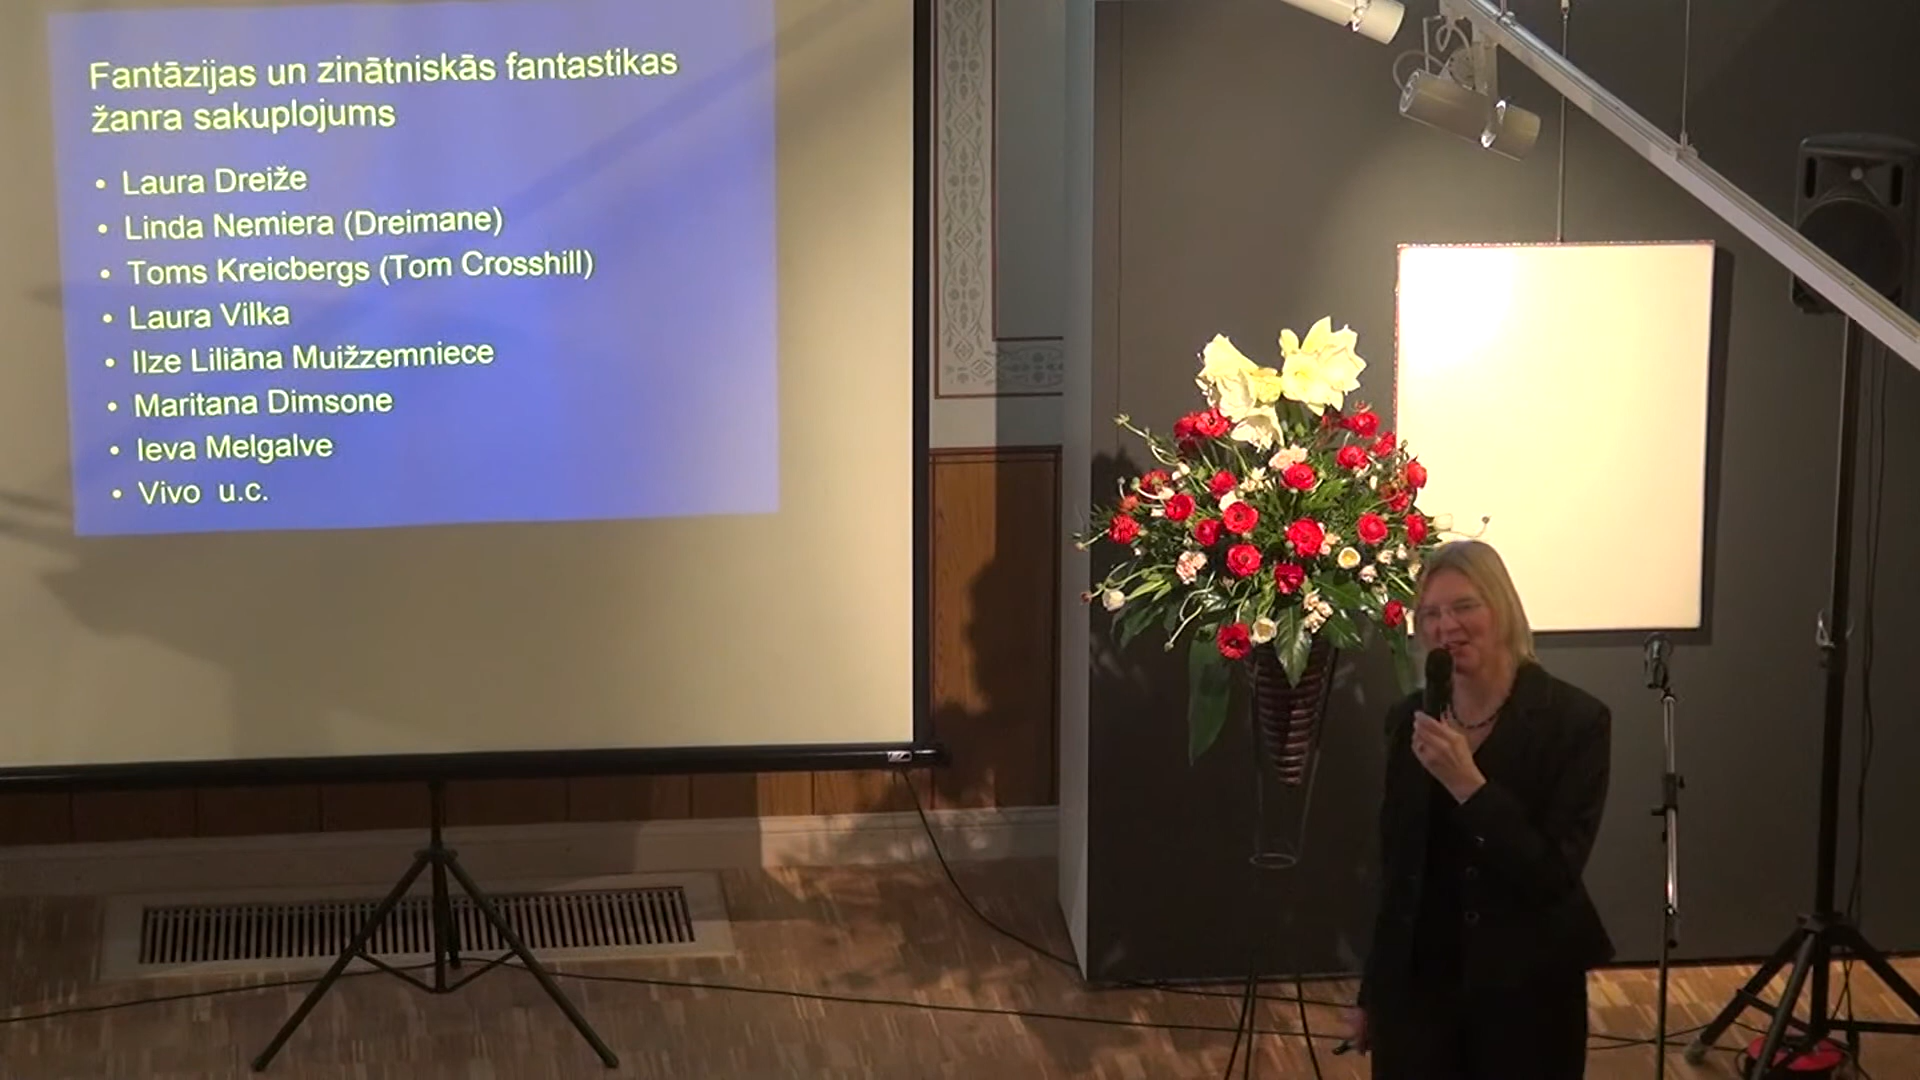 Fantāzijas un zinātniskās fantastikas
žanra sakuplojums
• Laura Dreiže
• Linda Nemiera (Dreimane)
• Toms Kreicbergs (Tom Crosshill)
• Laura Vilka
• Ilze Liliāna Muižzemniece
• Maritana Dimsone
• Ieva Melgalve
• Vivo u.c.